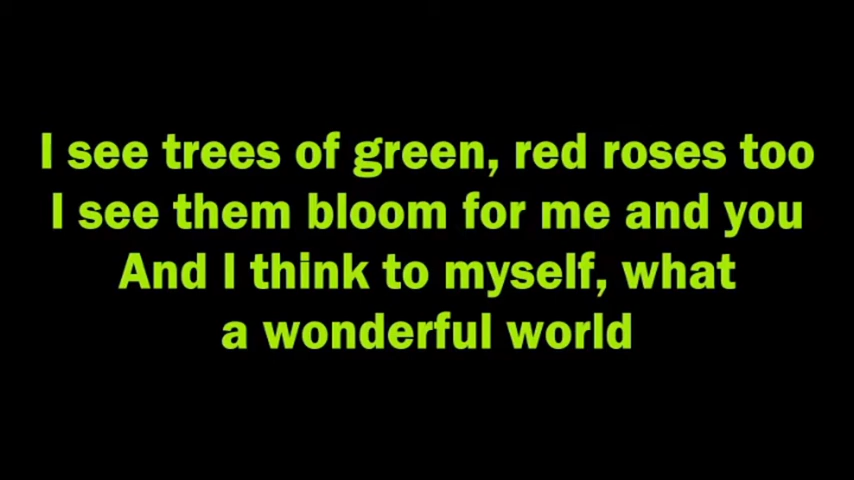 I see trees of green, red roses too
I see them bloom for me and you
And I think to myself, what
a wonderful world